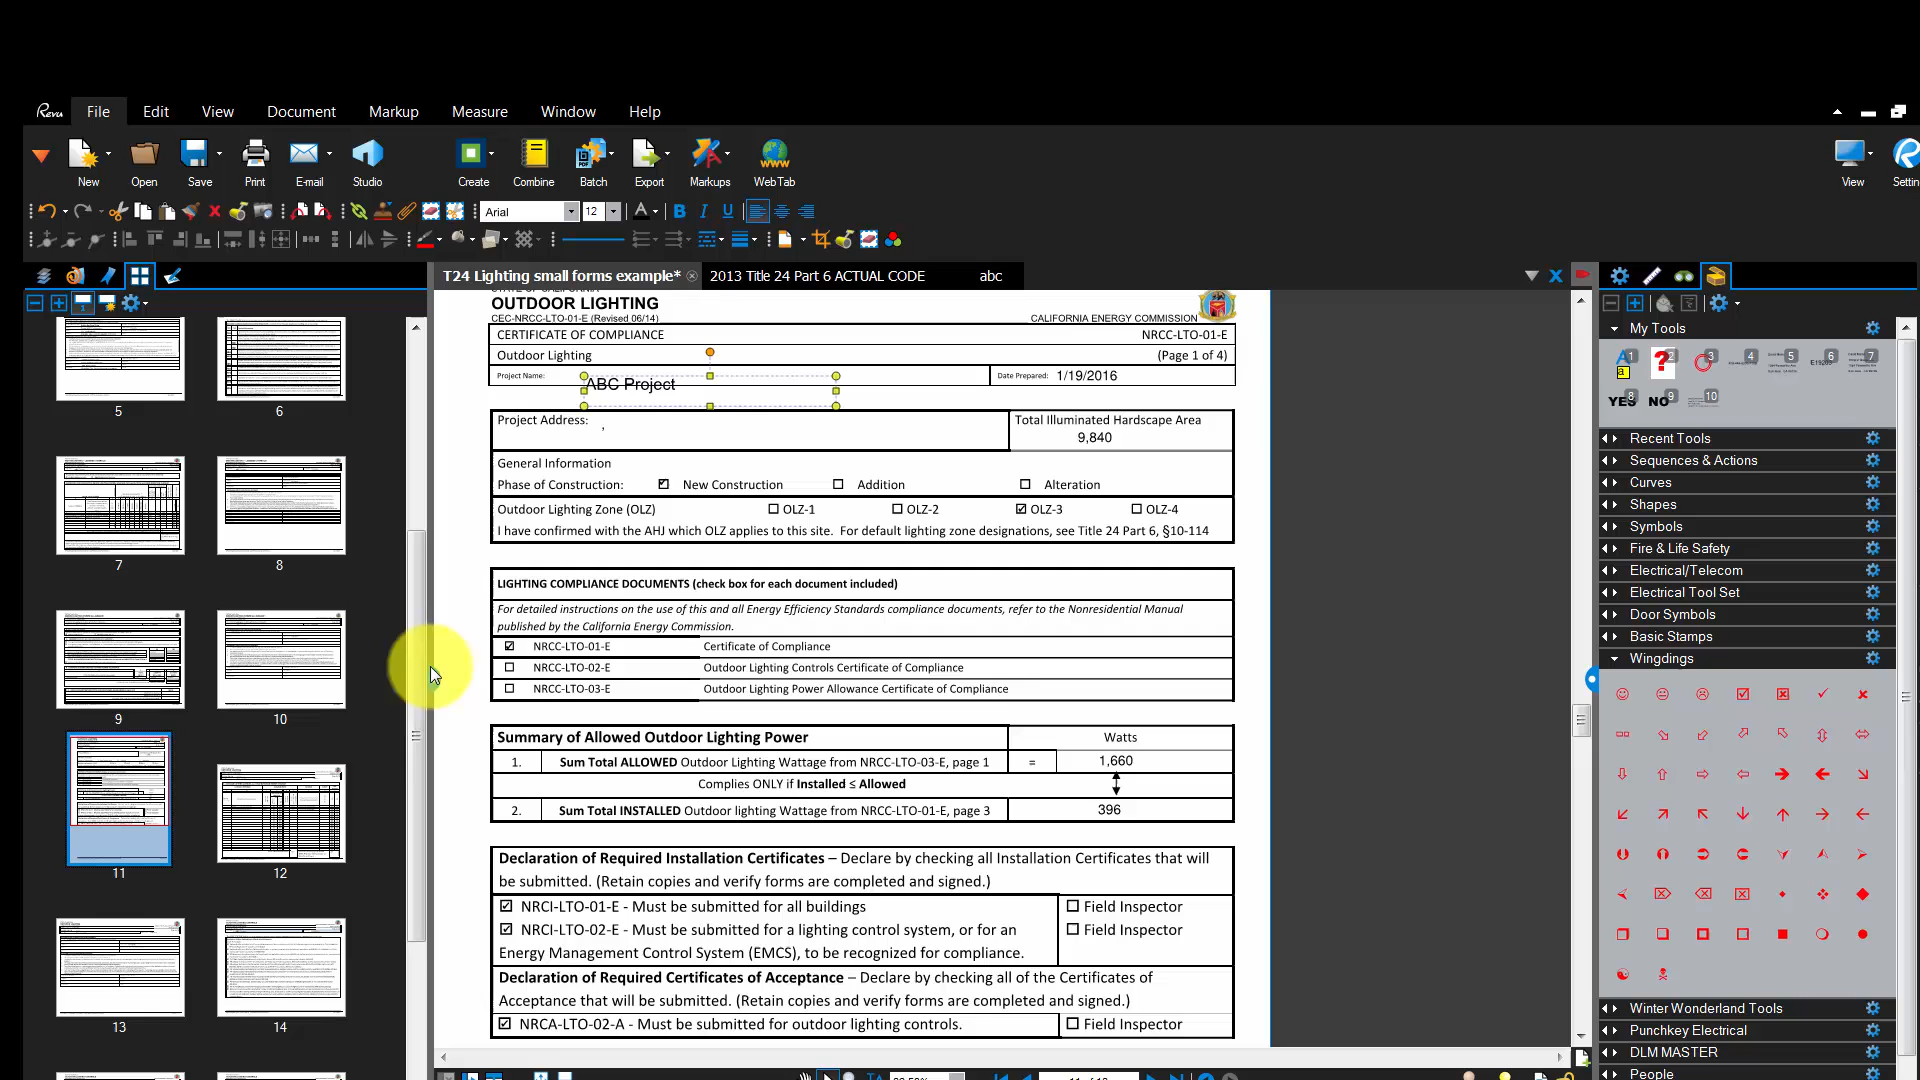 Revu File Edit View Document Markup Measure Window Help
New Open Save Print E-mail Studio Create Combine Batch Export Markups WebTab View Settin
Arial 12
T24 Lighting small forms example* 2013 Title 24 Part 6 ACTUAL CODE abc
5 6
7 8
9 10
11 12
13 14
OUTDOOR LIGHTING
CEC-NRCC-LTO-01-E (Revised 06/14) CALIFORNIA ENERGY COMMISSION
CERTIFICATE OF COMPLIANCE NRCC-LTO-01-E
Outdoor Lighting (Page 1 of 4)
Project Name: ABC Project Date Prepared: 1/19/2016
Project Address: , Total Illuminated Hardscape Area
9,840
General Information
Phase of Construction: New Construction Addition Alteration
Outdoor Lighting Zone (OLZ) OLZ-1 OLZ-2 OLZ-3 OLZ-4
I have confirmed with the AHJ which OLZ applies to this site. For default lighting zone designations, see Title 24 Part 6, §10-114
LIGHTING COMPLIANCE DOCUMENTS (check box for each document included)
For detailed instructions on the use of this and all Energy Efficiency Standards compliance documents, refer to the Nonresidential Manual
published by the California Energy Commission.
NRCC-LTO-01-E Certificate of Compliance
NRCC-LTO-02-E Outdoor Lighting Controls Certificate of Compliance
NRCC-LTO-03-E Outdoor Lighting Power Allowance Certificate of Compliance
Summary of Allowed Outdoor Lighting Power Watts
1. Sum Total ALLOWED Outdoor Lighting Wattage from NRCC-LTO-03-E, page 1 = 1,660
Complies ONLY if Installed ≤ Allowed
2. Sum Total INSTALLED Outdoor lighting Wattage from NRCC-LTO-01-E, page 3 396
Declaration of Required Installation Certificates – Declare by checking all Installation Certificates that will
be submitted. (Retain copies and verify forms are completed and signed.)
NRCI-LTO-01-E - Must be submitted for all buildings Field Inspector
NRCI-LTO-02-E - Must be submitted for a lighting control system, or for an Field Inspector
Energy Management Control System (EMCS), to be recognized for compliance.
Declaration of Required Certificates of Acceptance – Declare by checking all of the Certificates of
Acceptance that will be submitted. (Retain copies and verify forms are completed and signed.)
NRCA-LTO-02-A - Must be submitted for outdoor lighting controls. Field Inspector
My Tools
1 2 3 4 5 6 7
YES 8 NO 9 10
Recent Tools
Sequences & Actions
Curves
Shapes
Symbols
Fire & Life Safety
Electrical/Telecom
Electrical Tool Set
Door Symbols
Basic Stamps
Wingdings
Winter Wonderland Tools
Punchkey Electrical
DLM MASTER
People